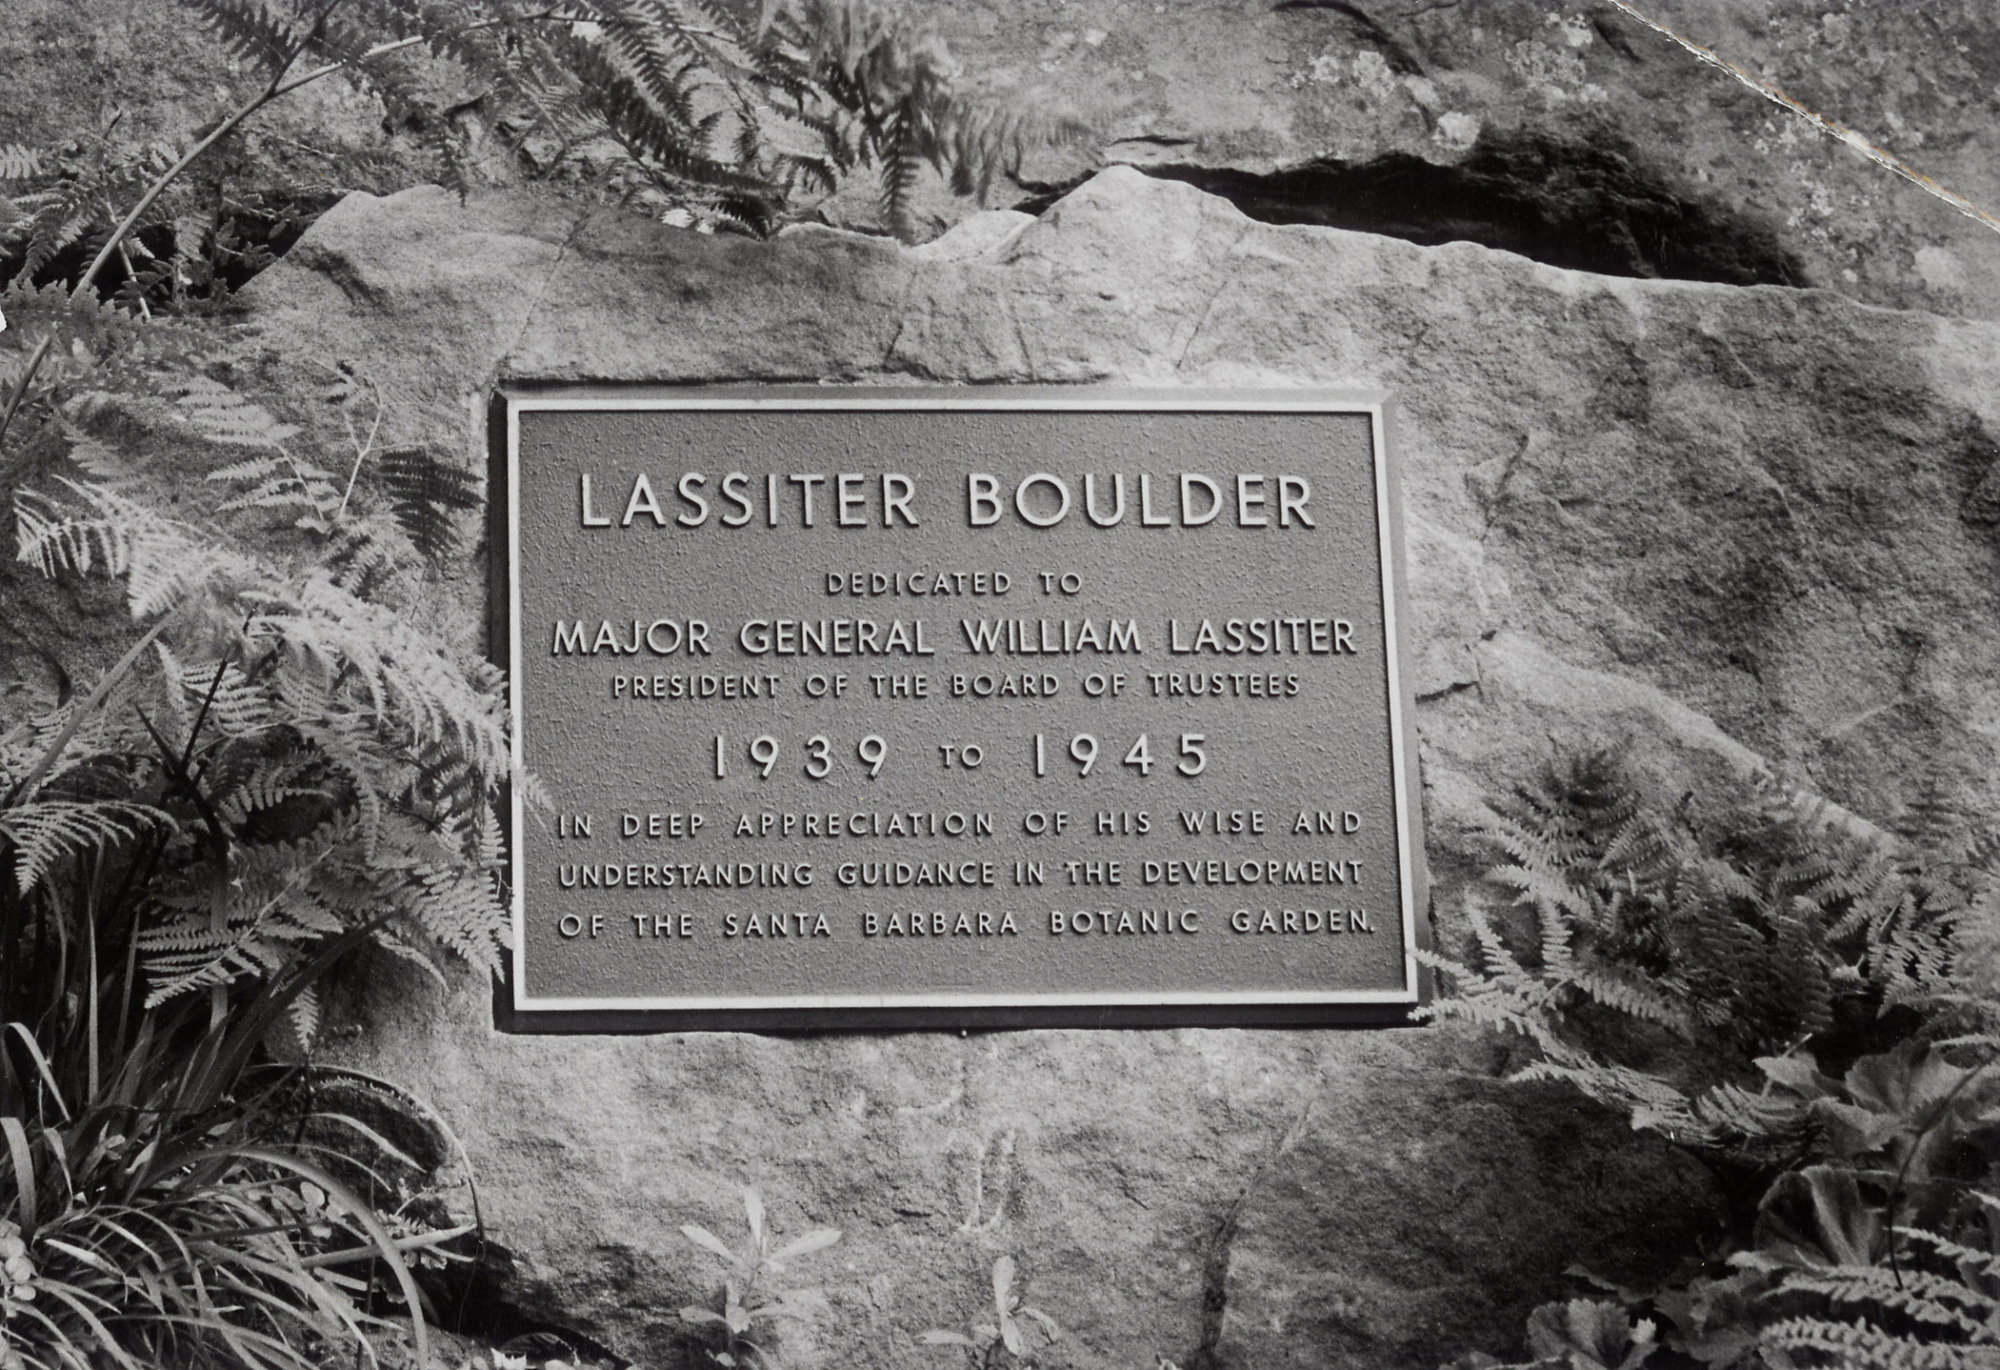 LASSITER BOULDER
DEDICATED TO
MAJOR GENERAL WILLIAM LASSITER
PRESIDENT OF THE BOARD OF TRUSTEES
1939 TO 1945
IN DEEP APPRECIATION OF HIS WISE AND
UNDERSTANDING GUIDANCE IN THE DEVELOPMENT
OF THE SANTA BARBARA BOTANIC GARDEN.